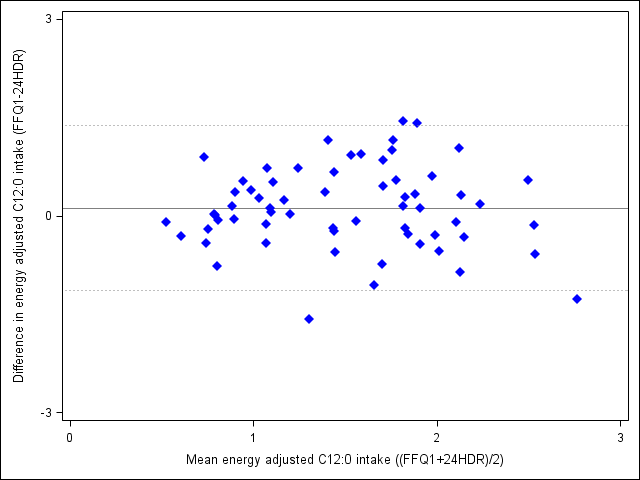 3
0
-3
Difference in energy adjusted C12:0 intake (FFQ1-24HDR)
0 1 2 3
Mean energy adjusted C12:0 intake ((FFQ1+24HDR)/2)